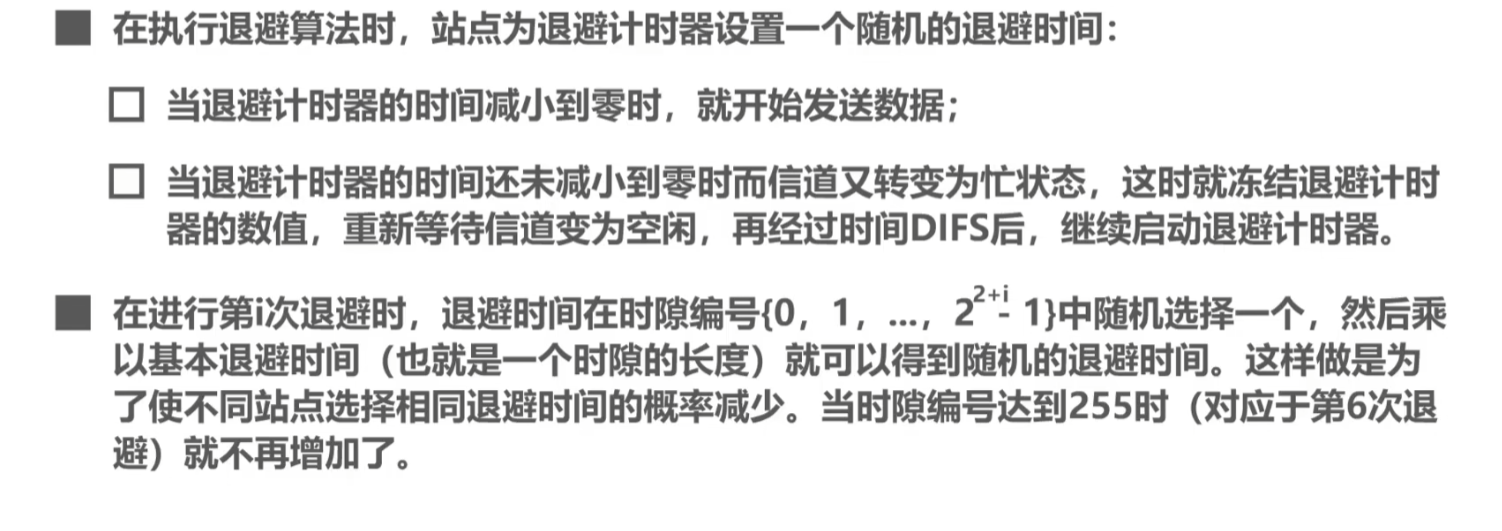 ■ 在执行退避算法时，站点为退避计时器设置一个随机的退避时间：
□ 当退避计时器的时间减小到零时，就开始发送数据；
□ 当退避计时器的时间还未减小到零时而信道又转变为忙状态，这时就冻结退避计时
器的数值，重新等待信道变为空闲，再经过时间DIFS后，继续启动退避计时器。
■ 在进行第i次退避时，退避时间在时隙编号{0，1，...，2^{2+i} - 1}中随机选择一个，然后乘
以基本退避时间（也就是一个时隙的长度）就可以得到随机的退避时间。这样做是为
了使不同站点选择相同退避时间的概率减少。当时隙编号达到255时（对应于第6次退
避）就不再增加了。